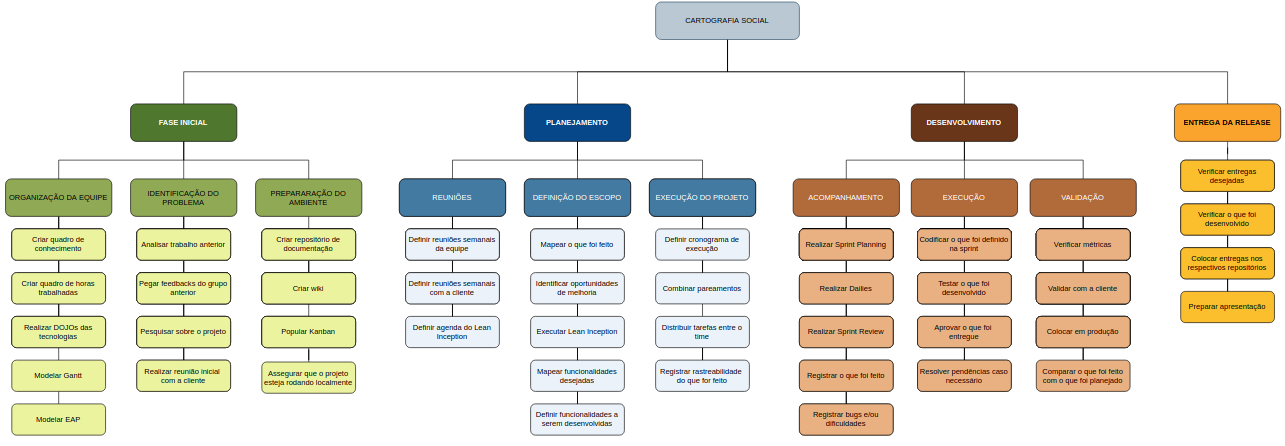 CARTOGRAFIA SOCIAL
FASE INICIAL
PLANEJAMENTO
DESENVOLVIMENTO
ENTREGA DA RELEASE
ORGANIZAÇÃO DA EQUIPE
Criar quadro de
conhecimento
Criar quadro de horas
trabalhadas
Realizar DOJOs das
tecnologias
Modelar Gantt
Modelar EAP
IDENTIFICAÇÃO DO
PROBLEMA
Analisar trabalho anterior
Pegar feedbacks do grupo
anterior
Pesquisar sobre o projeto
Realizar reunião inicial
com a cliente
PREPARARAÇÃO DO
AMBIENTE
Criar repositório de
documentação
Criar wiki
Popular Kanban
Assegurar que o projeto
esteja rodando localmente
REUNIÕES
Definir reuniões semanais
da equipe
Definir reuniões semanais
com a cliente
Definir agenda do Lean
Inception
DEFINIÇÃO DO ESCOPO
Mapear o que foi feito
Identificar oportunidades
de melhoria
Executar Lean Inception
Mapear funcionalidades
desejadas
Definir funcionalidades a
serem desenvolvidas
EXECUÇÃO DO PROJETO
Definir cronograma de
execução
Combinar pareamentos
Distribuir tarefas entre o
time
Registrar rastreabilidade
do que for feito
ACOMPANHAMENTO
Realizar Sprint Planning
Realizar Dailies
Realizar Sprint Review
Registrar o que foi feito
Registrar bugs e/ou
dificuldades
EXECUÇÃO
Codificar o que foi definido
na sprint
Testar o que foi
desenvolvido
Aprovar o que foi
entregue
Resolver pendências caso
necessário
VALIDAÇÃO
Verificar métricas
Validar com a cliente
Colocar em produção
Comparar o que foi feito
com o que foi planejado
Verificar entregas
desejadas
Verificar o que foi
desenvolvido
Colocar entregas nos
respectivos repositórios
Preparar apresentação